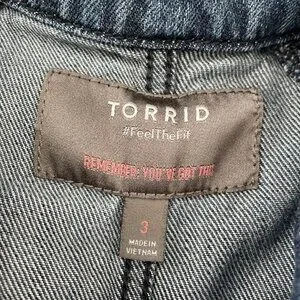 TORRID
#FeelTheFit
REMEMBER: YOU'VE GOT THIS
3
MADE IN
VIETNAM